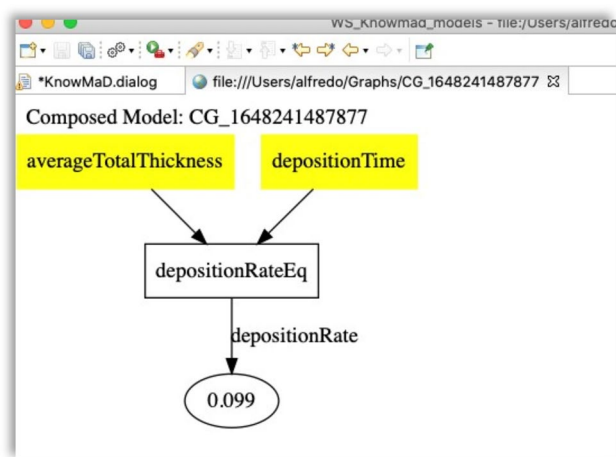 WS_Knowmad_models - file:/Users/alfredo
*KnowMaD.dialog
file:///Users/alfredo/Graphs/CG_1648241487877
Composed Model: CG_1648241487877
averageTotalThickness
depositionTime
depositionRateEq
depositionRate
0.099